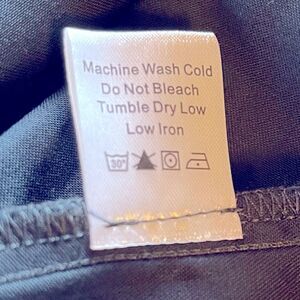 Machine Wash Cold
Do Not Bleach
Tumble Dry Low
Low Iron
30°